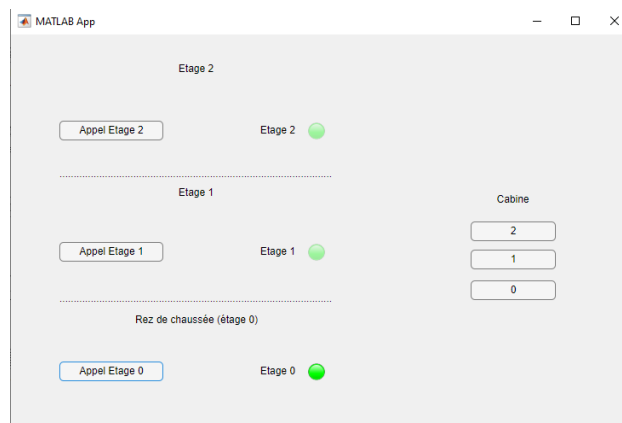 MATLAB App
Etage 2
Appel Etage 2
Etage 2
Etage 1
Appel Etage 1
Etage 1
Rez de chaussée (étage 0)
Appel Etage 0
Etage 0
Cabine
2
1
0